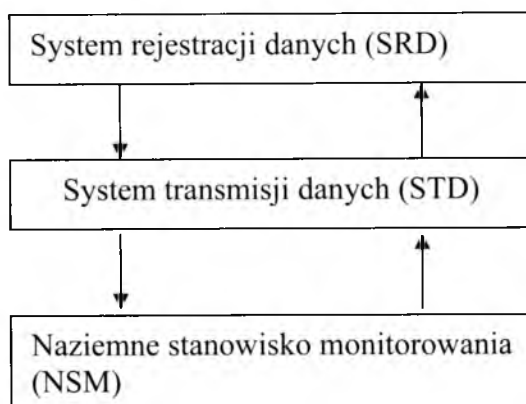 System rejestracji danych (SRD)
System transmisji danych (STD)
Naziemne stanowisko monitorowania
(NSM)